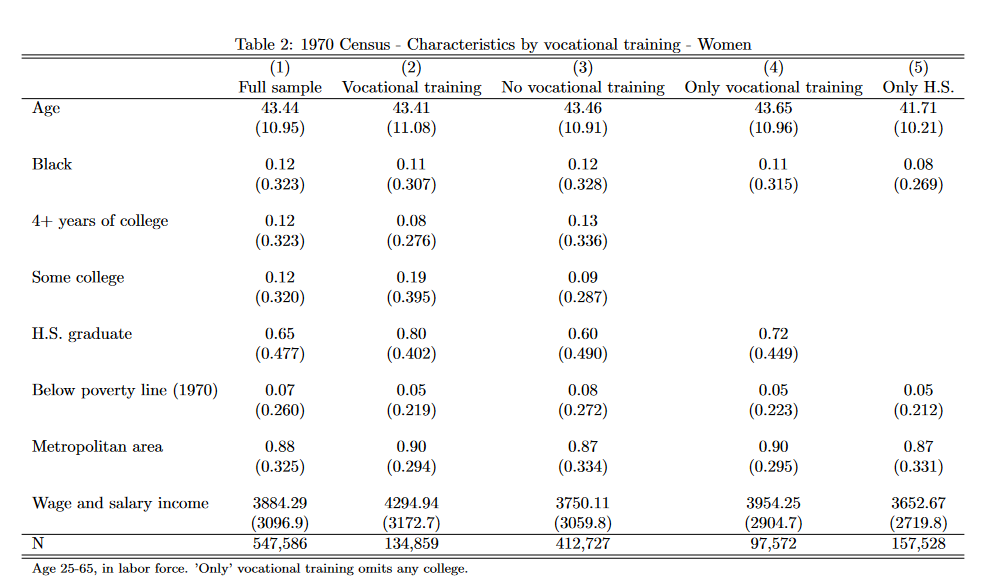 Table 2: 1970 Census - Characteristics by vocational training - Women
(1) (2) (3) (4) (5)
Full sample Vocational training No vocational training Only vocational training Only H.S.
Age 43.44 43.41 43.46 43.65 41.71
(10.95) (11.08) (10.91) (10.96) (10.21)
Black 0.12 0.11 0.12 0.11 0.08
(0.323) (0.307) (0.328) (0.315) (0.269)
4+ years of college 0.12 0.08 0.13
(0.323) (0.276) (0.336)
Some college 0.12 0.19 0.09
(0.320) (0.395) (0.287)
H.S. graduate 0.65 0.80 0.60 0.72
(0.477) (0.402) (0.490) (0.449)
Below poverty line (1970) 0.07 0.05 0.08 0.05 0.05
(0.260) (0.219) (0.272) (0.223) (0.212)
Metropolitan area 0.88 0.90 0.87 0.90 0.87
(0.325) (0.294) (0.334) (0.295) (0.331)
Wage and salary income 3884.29 4294.94 3750.11 3954.25 3652.67
(3096.9) (3172.7) (3059.8) (2904.7) (2719.8)
N 547,586 134,859 412,727 97,572 157,528
Age 25-65, in labor force. 'Only' vocational training omits any college.